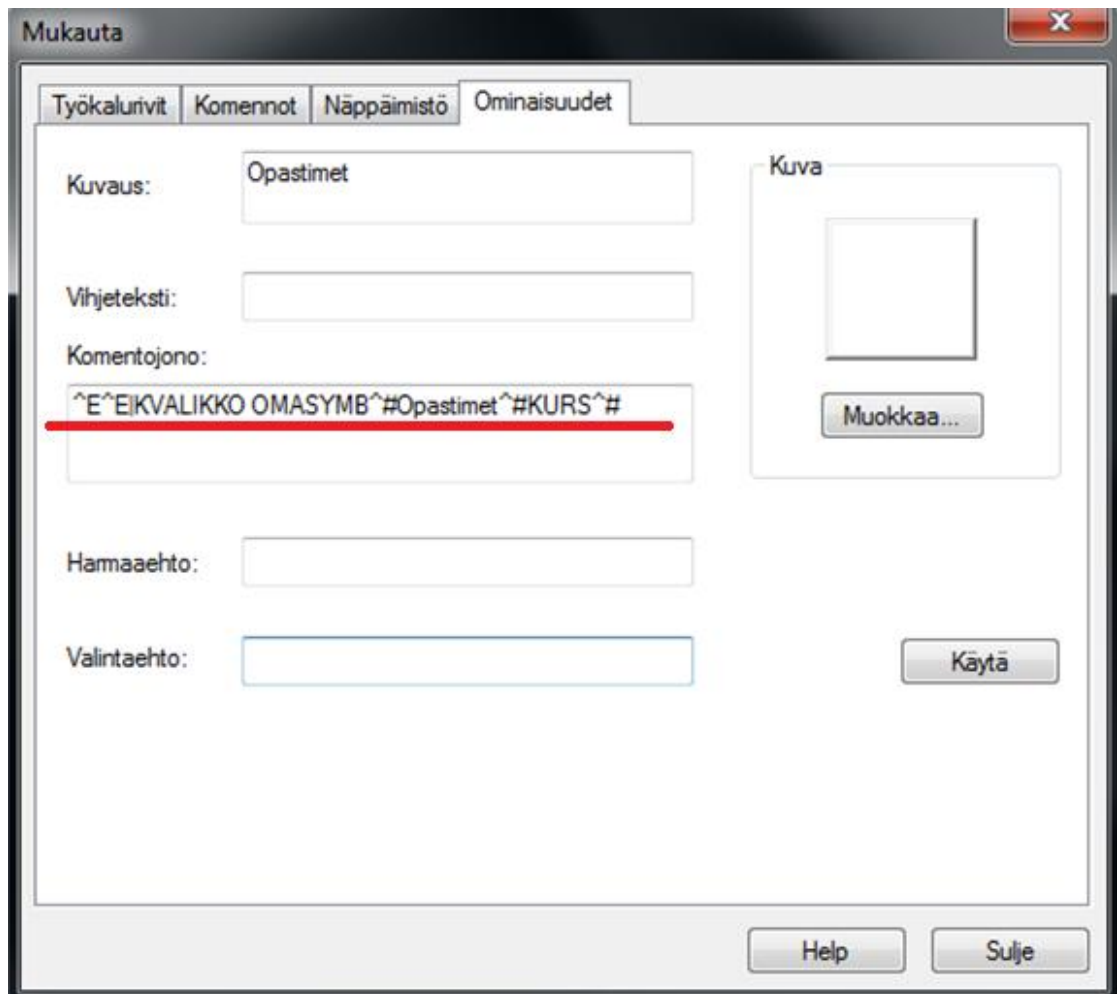 Mukauta
Työkalurivit Komennot Näppäimistö Ominaisuudet
Kuvaus: Opastimet
Kuva
Vihjeteksti:
Komentojono:
^E^E|KVALIKKO OMASYMB^#Opastimet^#KURS^#
Muokkaa...
Harmaaehto:
Valintaehto:
Käytä
Help Sulje